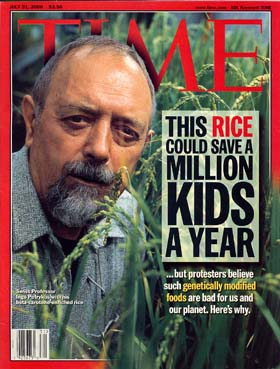 JULY 31, 2000 $3.50
www.time.com AOL Keyword: TIME
TIME
THIS RICE
COULD SAVE A
MILLION
KIDS
A YEAR
...but protesters believe
such genetically modified
foods are bad for us and
our planet. Here's why.
Swiss Professor
Ingo Potrykus with his
beta-carotene-enriched rice